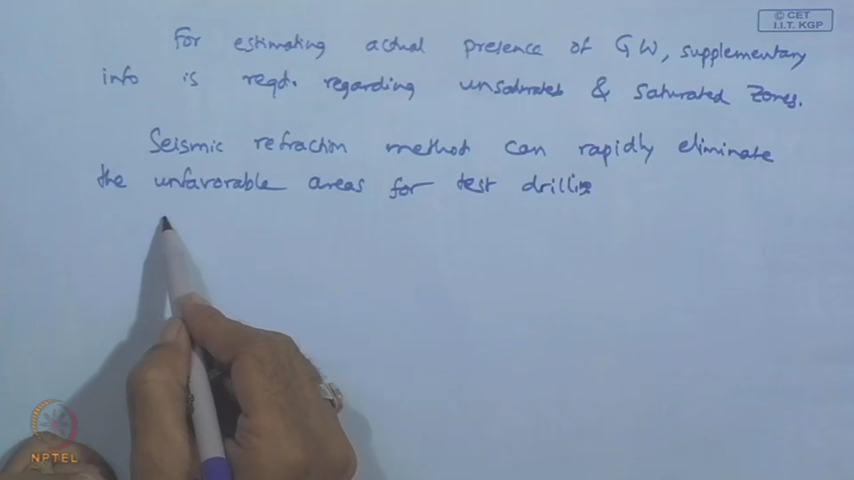 © CET
I.I.T. KGP
For estimating actual presence of GW, supplementary
info is reqd. regarding unsaturated & saturated zones.
Seismic refraction method can rapidly eliminate
the unfavorable areas for test drilling
NPTEL